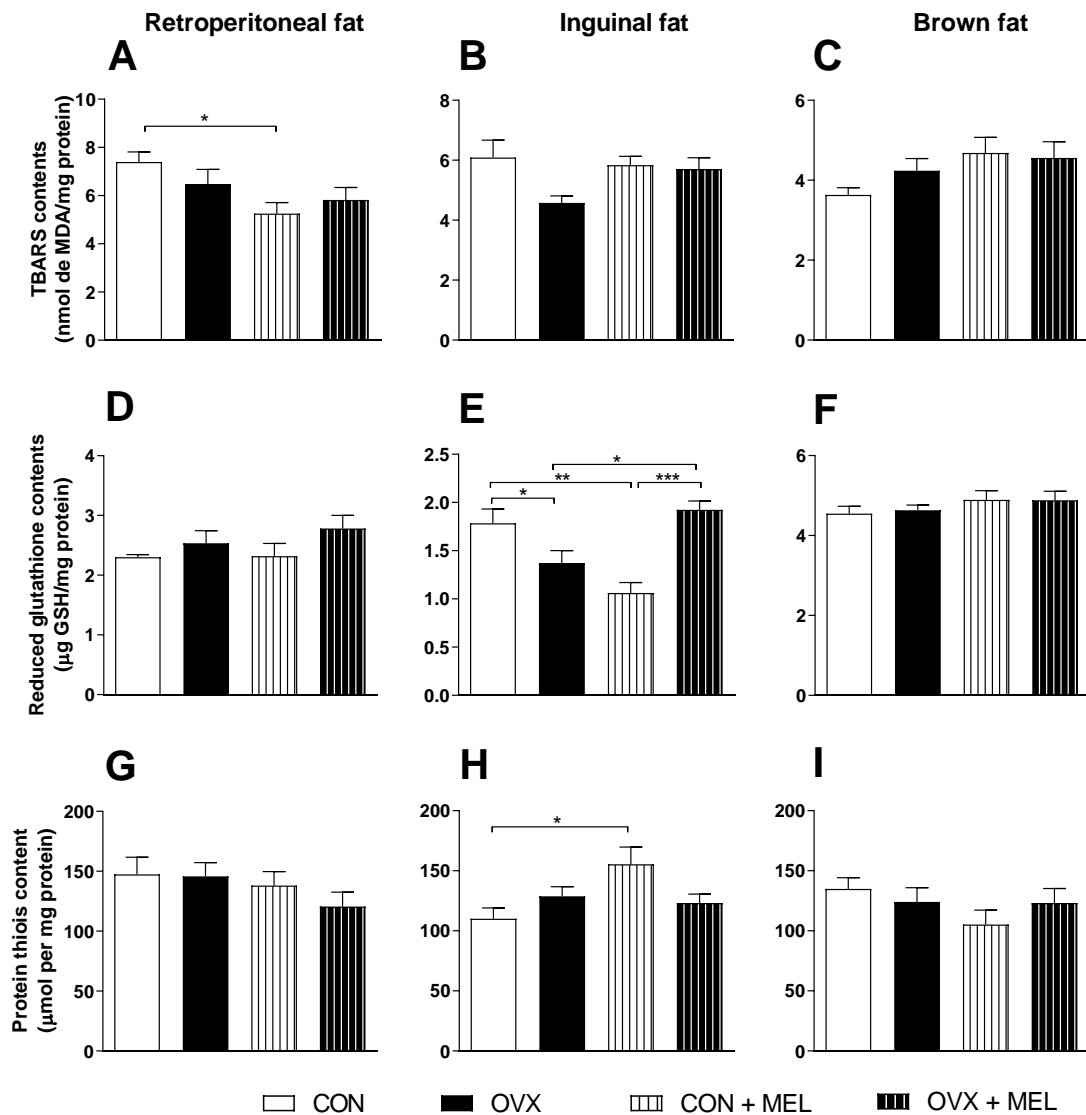 Retroperitoneal fat
Inguinal fat
Brown fat
A
B
C
TBARS contents
(nmol de MDA/mg protein)
10
8
6
4
2
0
*
8
6
4
2
0
6
4
2
0
D
E
F
Reduced glutathione contents
(µg GSH/mg protein)
4
3
2
1
0
2.5
2.0
1.5
1.0
0.5
0.0
*
**
*
***
6
4
2
0
G
H
I
Protein thiois content
(µmol per mg protein)
200
150
100
50
0
200
150
100
50
0
*
200
150
100
50
0
CON
OVX
CON + MEL
OVX + MEL